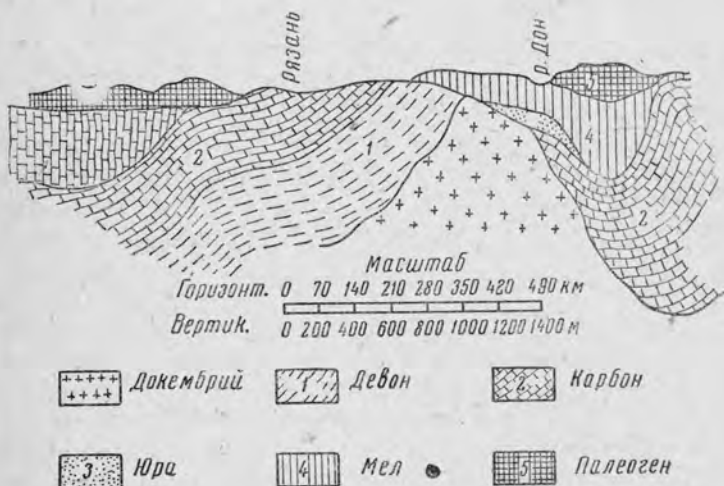 Рязань
р. Дон
2
1
5
4
2
Масштаб
Горизонт. 0 70 140 210 280 350 420 490 км
Вертик. 0 200 400 600 800 1000 1200 1400 м
Докембрий
1 Девон
2 Карбон
3 Юра
4 Мел
5 Палеоген